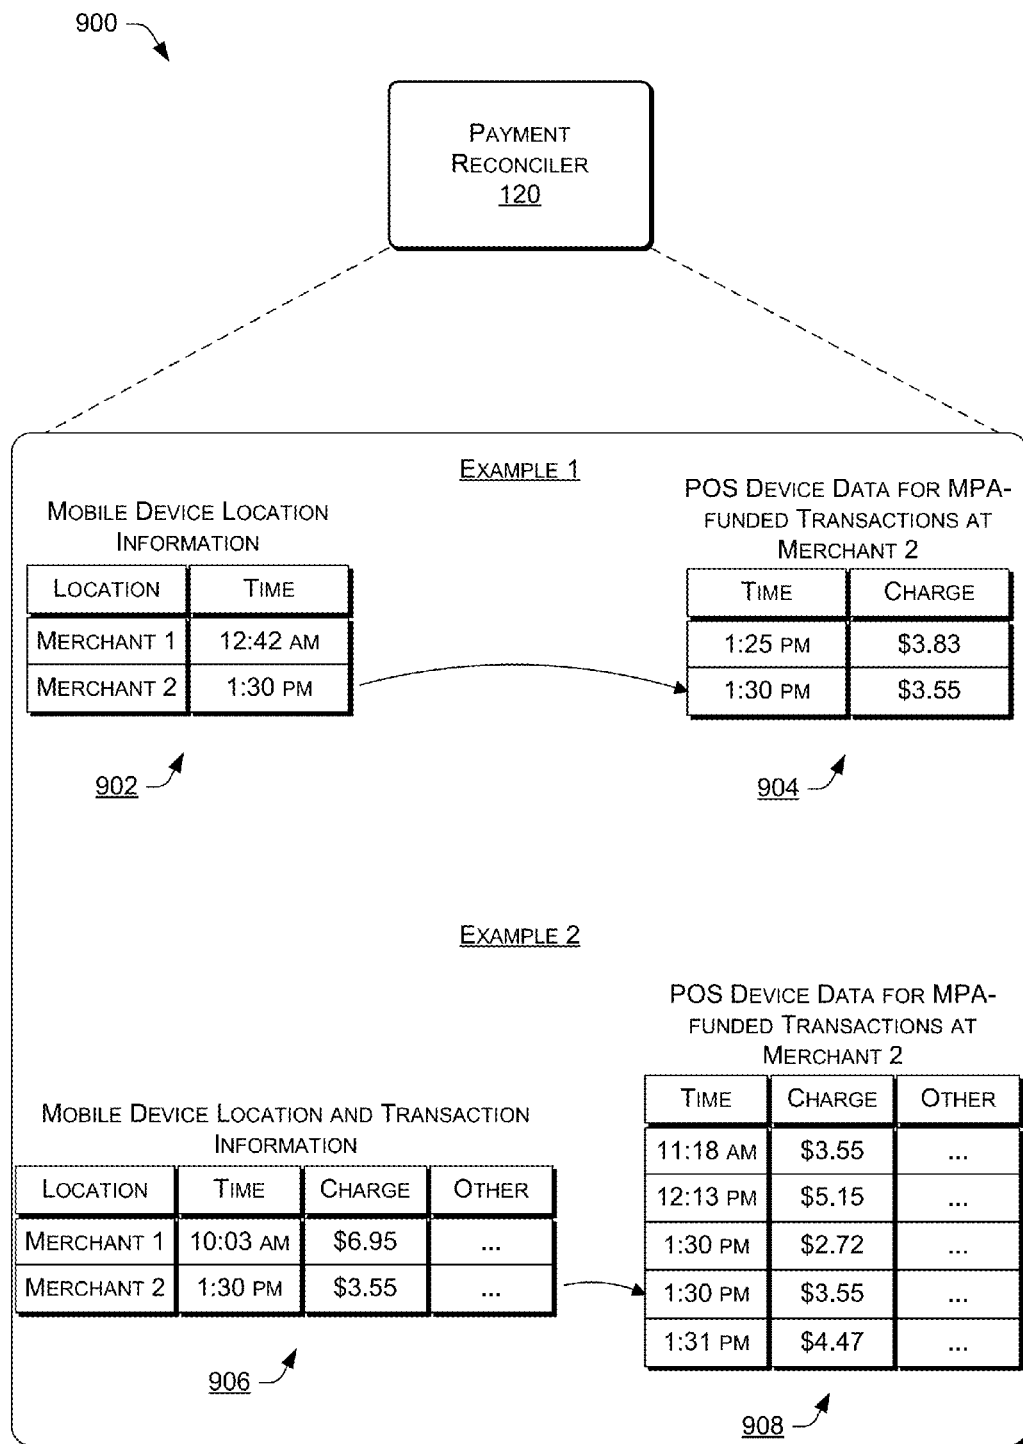 900
PAYMENT
RECONCILER
120
EXAMPLE 1
MOBILE DEVICE LOCATION
INFORMATION
LOCATION TIME
MERCHANT 1 12:42 AM
MERCHANT 2 1:30 PM
902
POS DEVICE DATA FOR MPA-
FUNDED TRANSACTIONS AT
MERCHANT 2
TIME CHARGE
1:25 PM $3.83
1:30 PM $3.55
904
EXAMPLE 2
MOBILE DEVICE LOCATION AND TRANSACTION
INFORMATION
LOCATION TIME CHARGE OTHER
MERCHANT 1 10:03 AM $6.95 ...
MERCHANT 2 1:30 PM $3.55 ...
906
POS DEVICE DATA FOR MPA-
FUNDED TRANSACTIONS AT
MERCHANT 2
TIME CHARGE OTHER
11:18 AM $3.55 ...
12:13 PM $5.15 ...
1:30 PM $2.72 ...
1:30 PM $3.55 ...
1:31 PM $4.47 ...
908